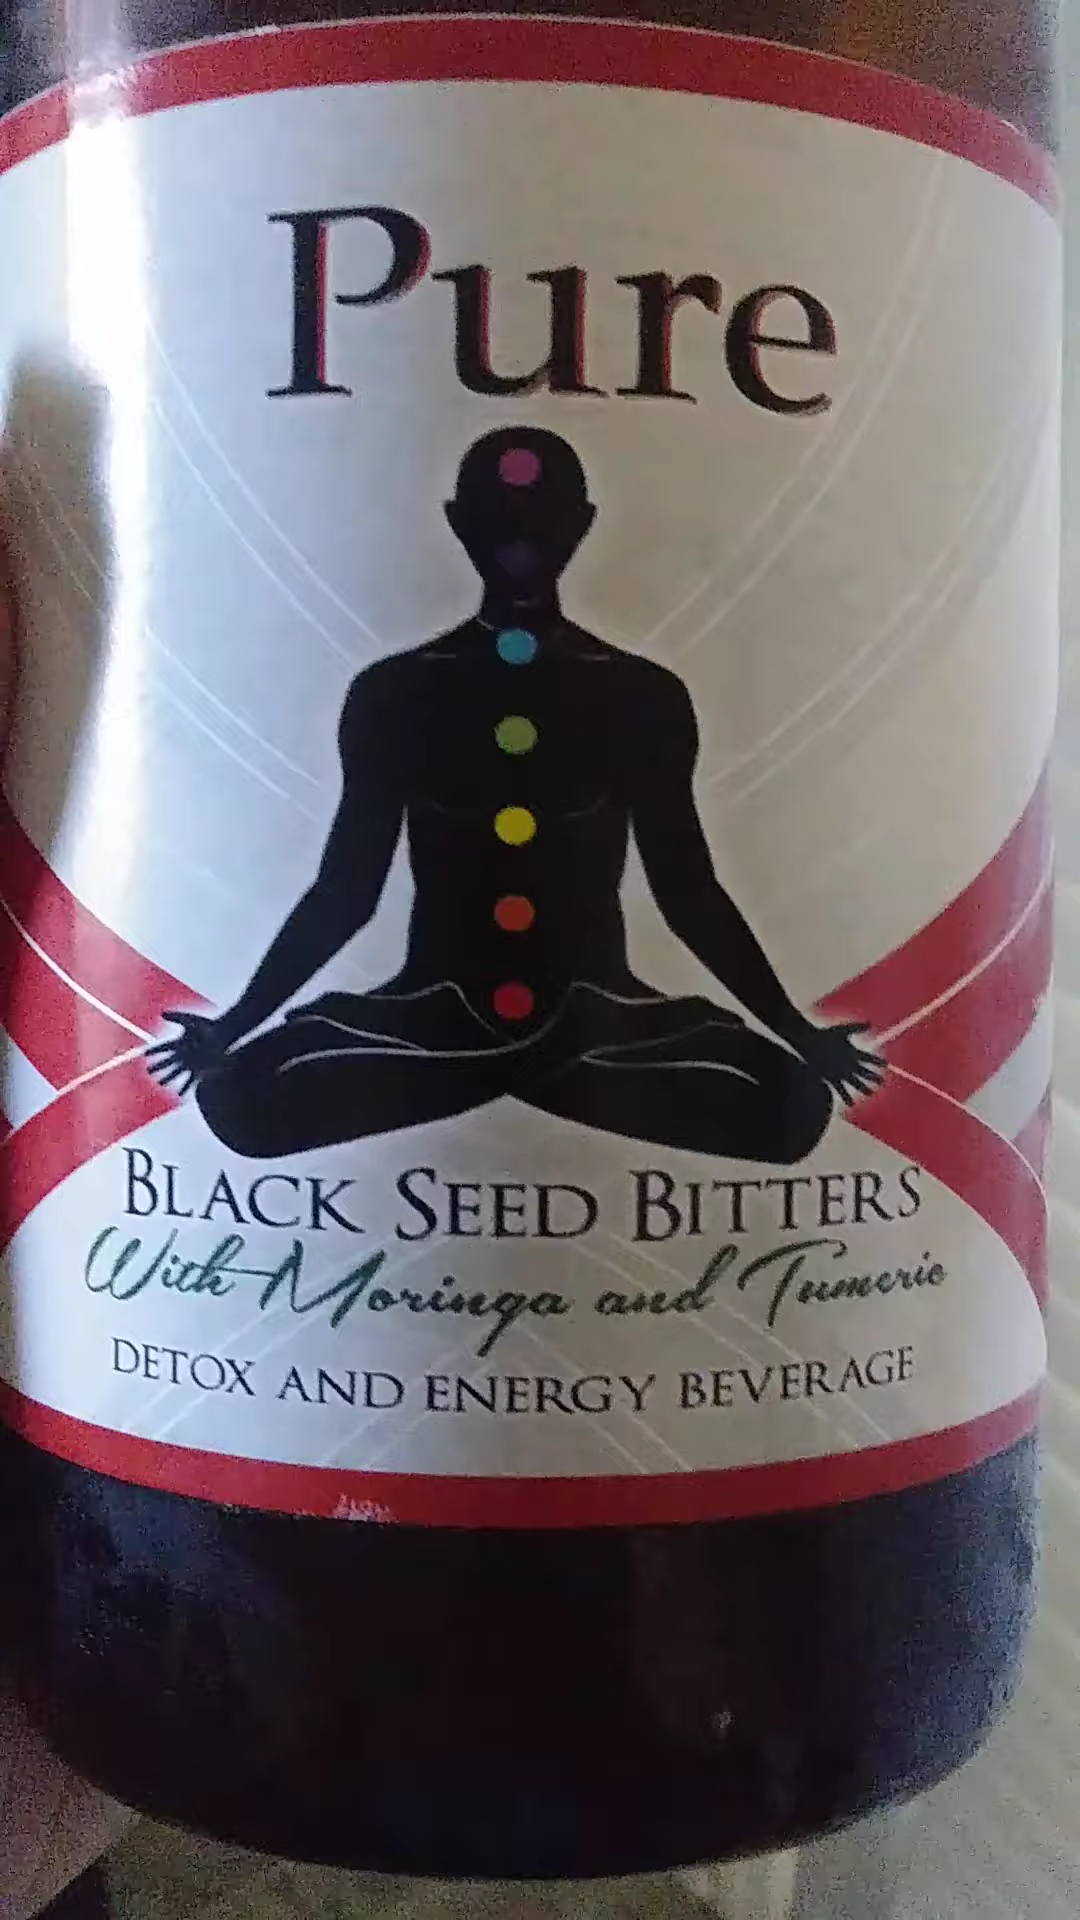 Pure
BLACK SEED BITTERS
With Moringa and Tumeric
DETOX AND ENERGY BEVERAGE